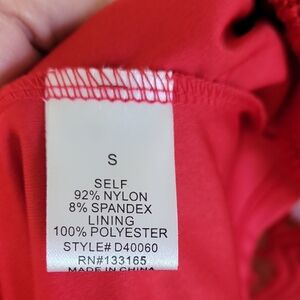 S
SELF
92% NYLON
8% SPANDEX
LINING
100% POLYESTER
STYLE# D40060
RN#133165
MADE IN CHINA